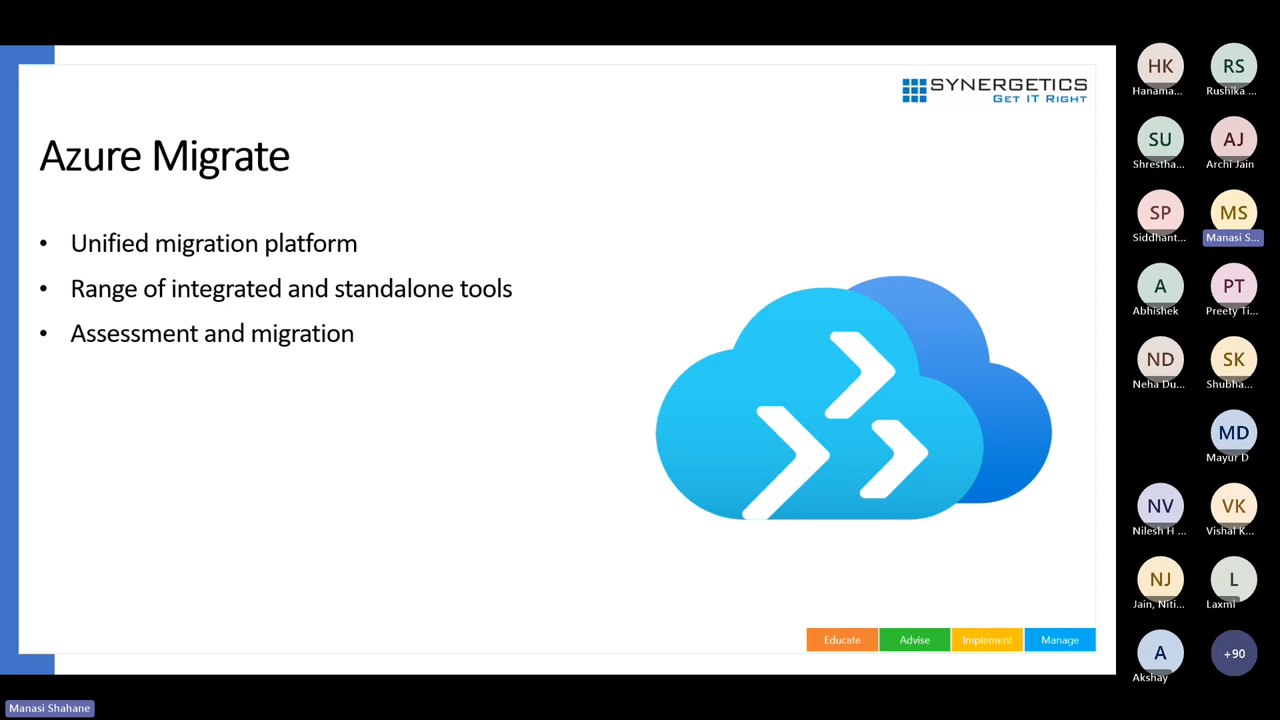 SYNERGETICS
GET IT RIGHT
Azure Migrate
• Unified migration platform
• Range of integrated and standalone tools
• Assessment and migration
Educate Advise Implement Manage
Manasi Shahane
HK RS
Hanama... Rushika ...
SU AJ
Shrestha... Archi Jain
SP MS
Siddhant... Manasi S...
A PT
Abhishek Preety Ti...
ND SK
Neha Du... Shubha...
MD
Mayur D
NV VK
Nilesh H ... Vishal K...
NJ L
Jain, Niti... Laxmi
A +90
Akshay